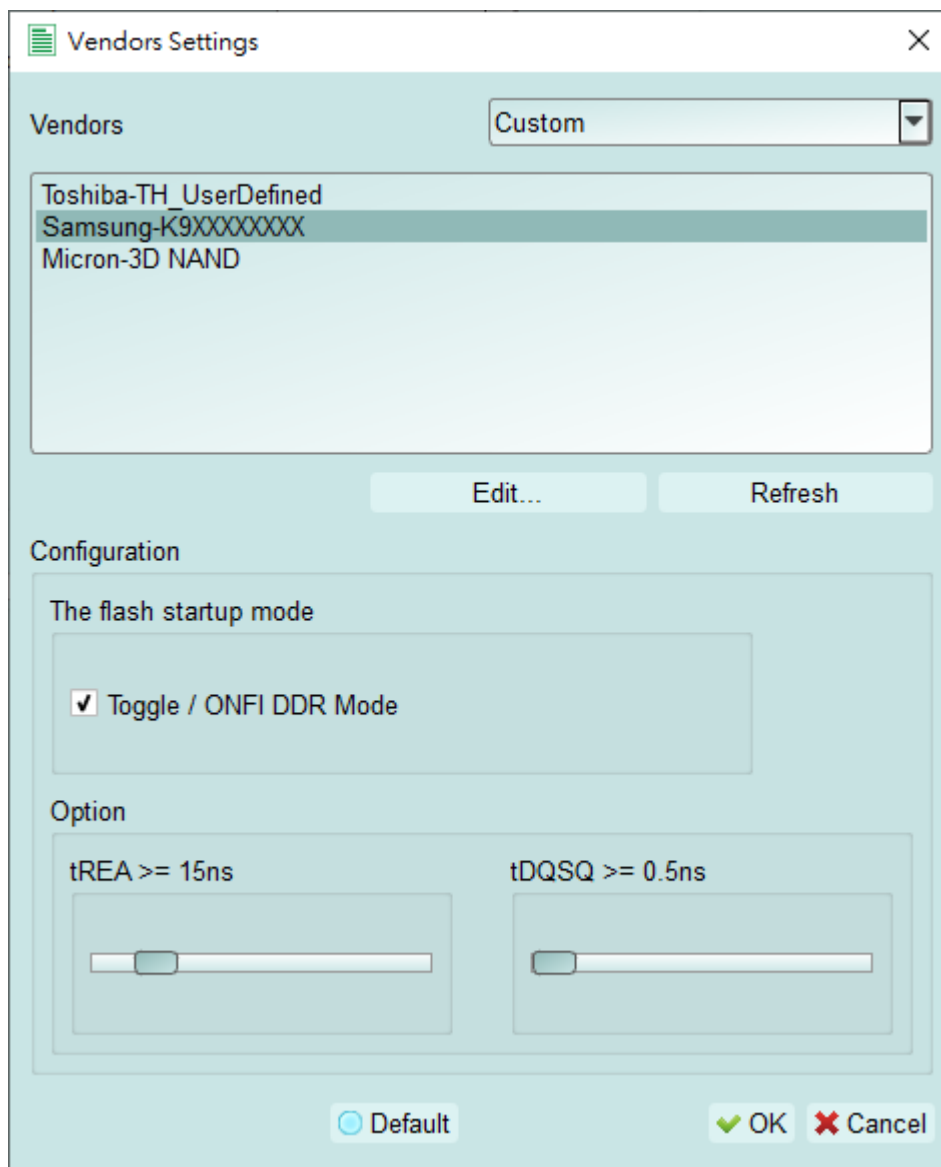 Vendors Settings
Vendors
Custom
Toshiba-TH_UserDefined
Samsung-K9XXXXXXXX
Micron-3D NAND
Edit...
Refresh
Configuration
The flash startup mode
Toggle / ONFI DDR Mode
Option
tREA >= 15ns
tDQSQ >= 0.5ns
Default
OK
Cancel